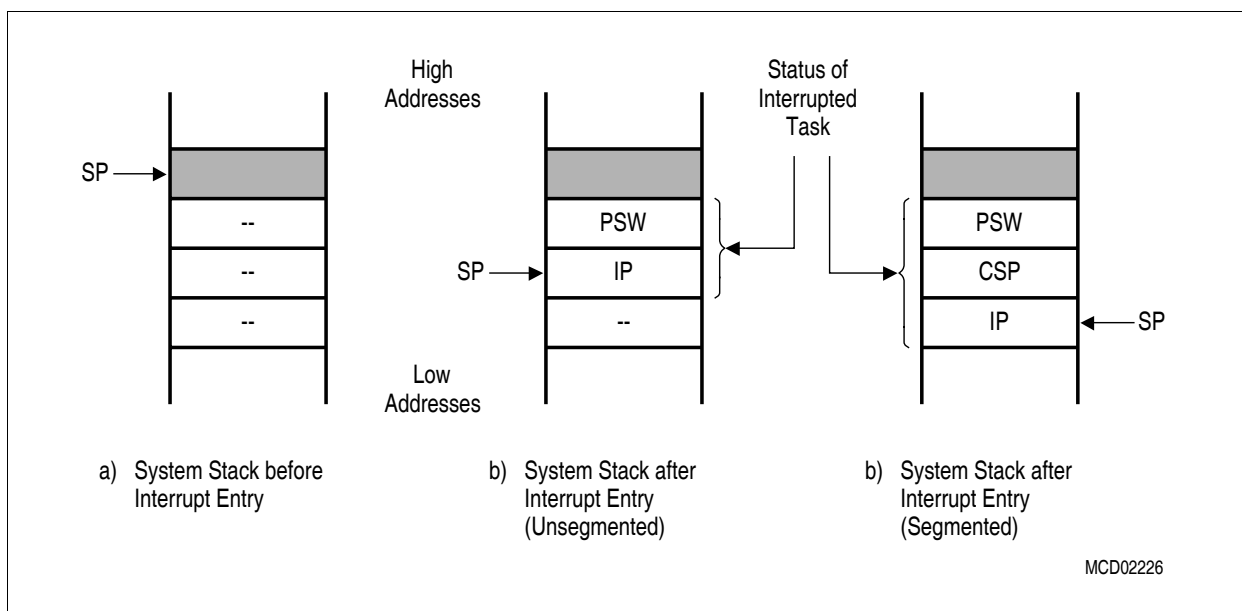 High
Addresses
Status of
Interrupted
Task
SP
--
--
--
SP
PSW
IP
--
PSW
CSP
IP
SP
Low
Addresses
a) System Stack before
Interrupt Entry
b) System Stack after
Interrupt Entry
(Unsegmented)
b) System Stack after
Interrupt Entry
(Segmented)
MCD02226